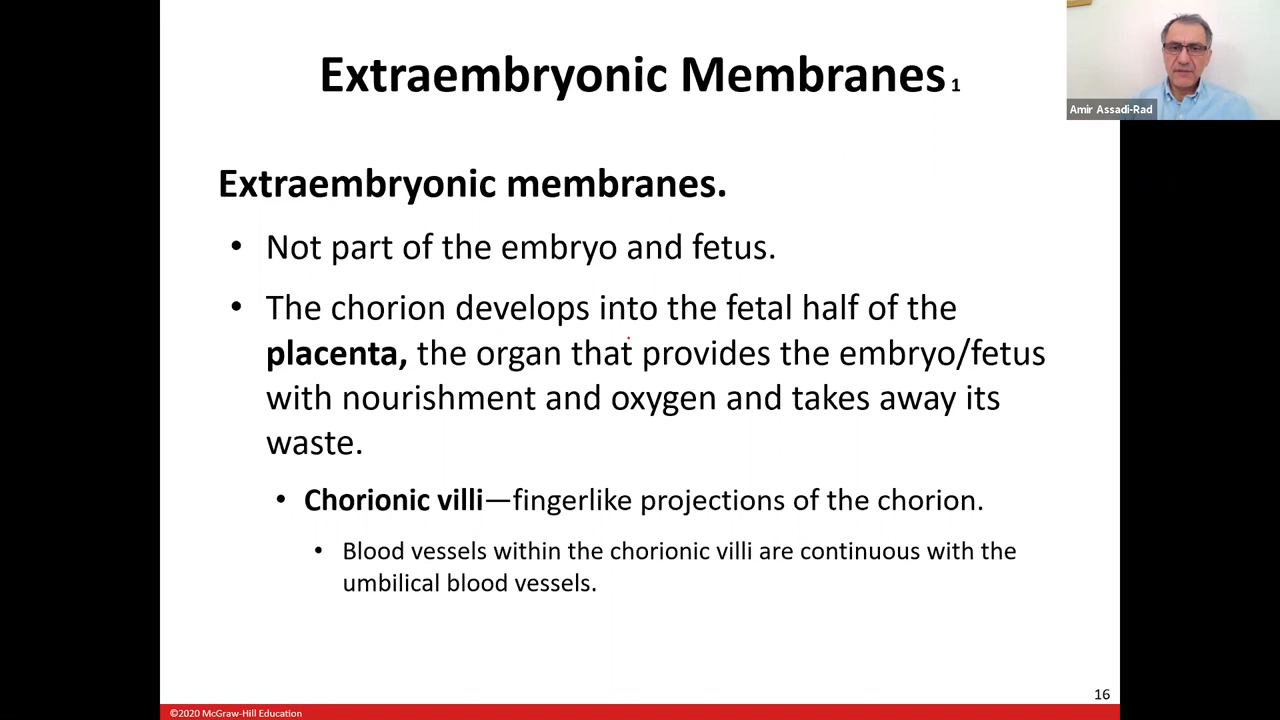 Extraembryonic Membranes 1
Amir Assadi-Rad
Extraembryonic membranes.
• Not part of the embryo and fetus.
• The chorion develops into the fetal half of the
placenta, the organ that provides the embryo/fetus
with nourishment and oxygen and takes away its
waste.
• Chorionic villi—fingerlike projections of the chorion.
• Blood vessels within the chorionic villi are continuous with the
umbilical blood vessels.
16
©2020 McGraw-Hill Education